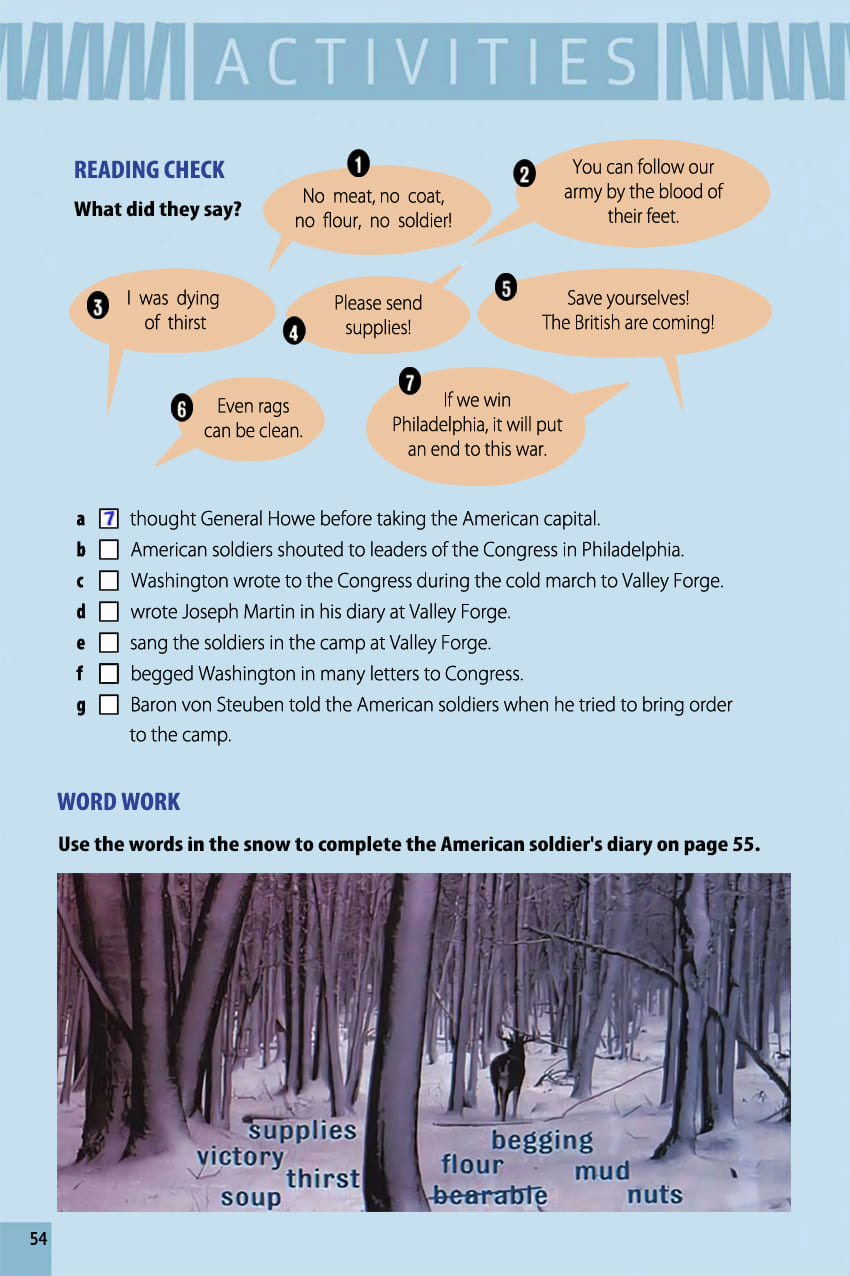 ACTIVITIES
READING CHECK
What did they say?
1
No meat, no coat,
no flour, no soldier!
2
You can follow our
army by the blood of
their feet.
3
I was dying
of thirst
4
Please send
supplies!
5
Save yourselves!
The British are coming!
6
Even rags
can be clean.
7
If we win
Philadelphia, it will put
an end to this war.
a 7 thought General Howe before taking the American capital.
b American soldiers shouted to leaders of the Congress in Philadelphia.
c Washington wrote to the Congress during the cold march to Valley Forge.
d wrote Joseph Martin in his diary at Valley Forge.
e sang the soldiers in the camp at Valley Forge.
f begged Washington in many letters to Congress.
g Baron von Steuben told the American soldiers when he tried to bring order
to the camp.
WORD WORK
Use the words in the snow to complete the American soldier's diary on page 55.
supplies
victory
thirst
soup
begging
flour
mud
bearable
nuts
54